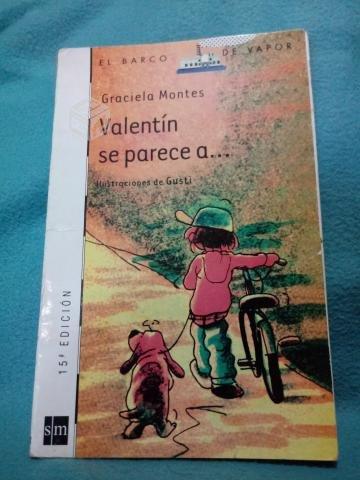 EL BARCO DE VAPOR
Graciela Montes
Valentín
se parece a...
Ilustraciones de Gusti
15ª EDICIÓN
sm